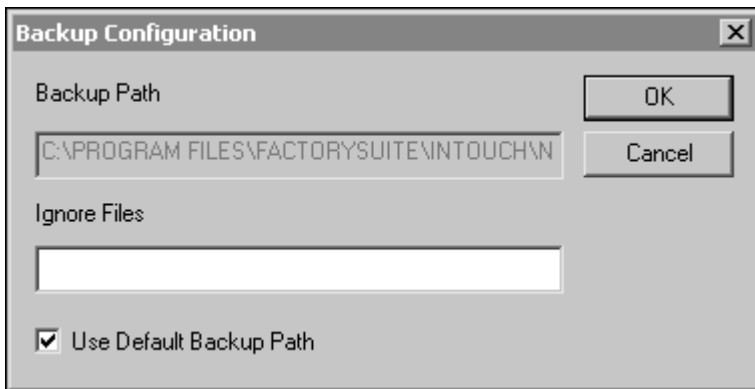 Backup Configuration
Backup Path
OK
C:\PROGRAM FILES\FACTORYSUITE\INTOUCH\N
Cancel
Ignore Files
Use Default Backup Path